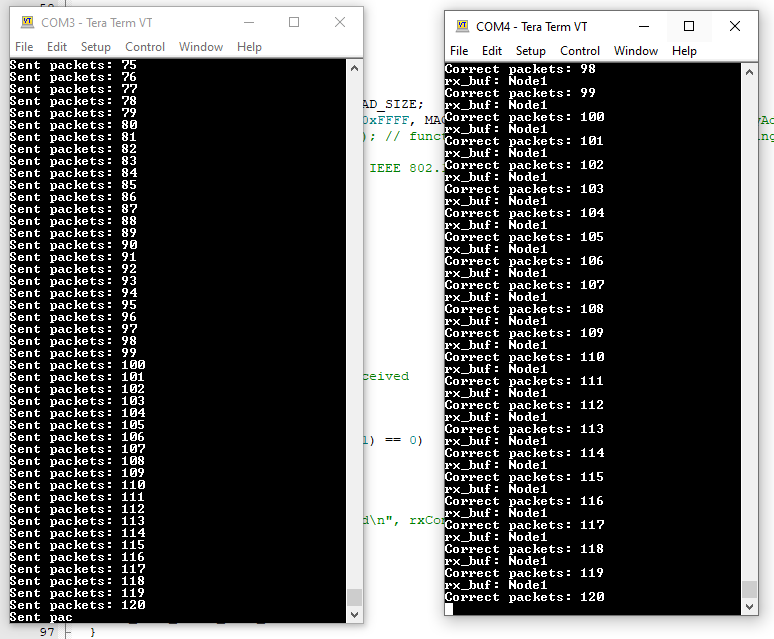 COM3 - Tera Term VT
File Edit Setup Control Window Help
Sent packets: 75
Sent packets: 76
Sent packets: 77
Sent packets: 78
Sent packets: 79
Sent packets: 80
Sent packets: 81
Sent packets: 82
Sent packets: 83
Sent packets: 84
Sent packets: 85
Sent packets: 86
Sent packets: 87
Sent packets: 88
Sent packets: 89
Sent packets: 90
Sent packets: 91
Sent packets: 92
Sent packets: 93
Sent packets: 94
Sent packets: 95
Sent packets: 96
Sent packets: 97
Sent packets: 98
Sent packets: 99
Sent packets: 100
Sent packets: 101
Sent packets: 102
Sent packets: 103
Sent packets: 104
Sent packets: 105
Sent packets: 106
Sent packets: 107
Sent packets: 108
Sent packets: 109
Sent packets: 110
Sent packets: 111
Sent packets: 112
Sent packets: 113
Sent packets: 114
Sent packets: 115
Sent packets: 116
Sent packets: 117
Sent packets: 118
Sent packets: 119
Sent packets: 120
Sent pac
AD_SIZE;
0xFFFF, MAC
); // func
IEEE 802.
ceived
1) == 0)
d\n", rxCor
97 }
COM4 - Tera Term VT
File Edit Setup Control Window Help
Correct packets: 98
rx_buf: Node1
Correct packets: 99
rx_buf: Node1
Correct packets: 100
rx_buf: Node1
Correct packets: 101
rx_buf: Node1
Correct packets: 102
rx_buf: Node1
Correct packets: 103
rx_buf: Node1
Correct packets: 104
rx_buf: Node1
Correct packets: 105
rx_buf: Node1
Correct packets: 106
rx_buf: Node1
Correct packets: 107
rx_buf: Node1
Correct packets: 108
rx_buf: Node1
Correct packets: 109
rx_buf: Node1
Correct packets: 110
rx_buf: Node1
Correct packets: 111
rx_buf: Node1
Correct packets: 112
rx_buf: Node1
Correct packets: 113
rx_buf: Node1
Correct packets: 114
rx_buf: Node1
Correct packets: 115
rx_buf: Node1
Correct packets: 116
rx_buf: Node1
Correct packets: 117
rx_buf: Node1
Correct packets: 118
rx_buf: Node1
Correct packets: 119
rx_buf: Node1
Correct packets: 120